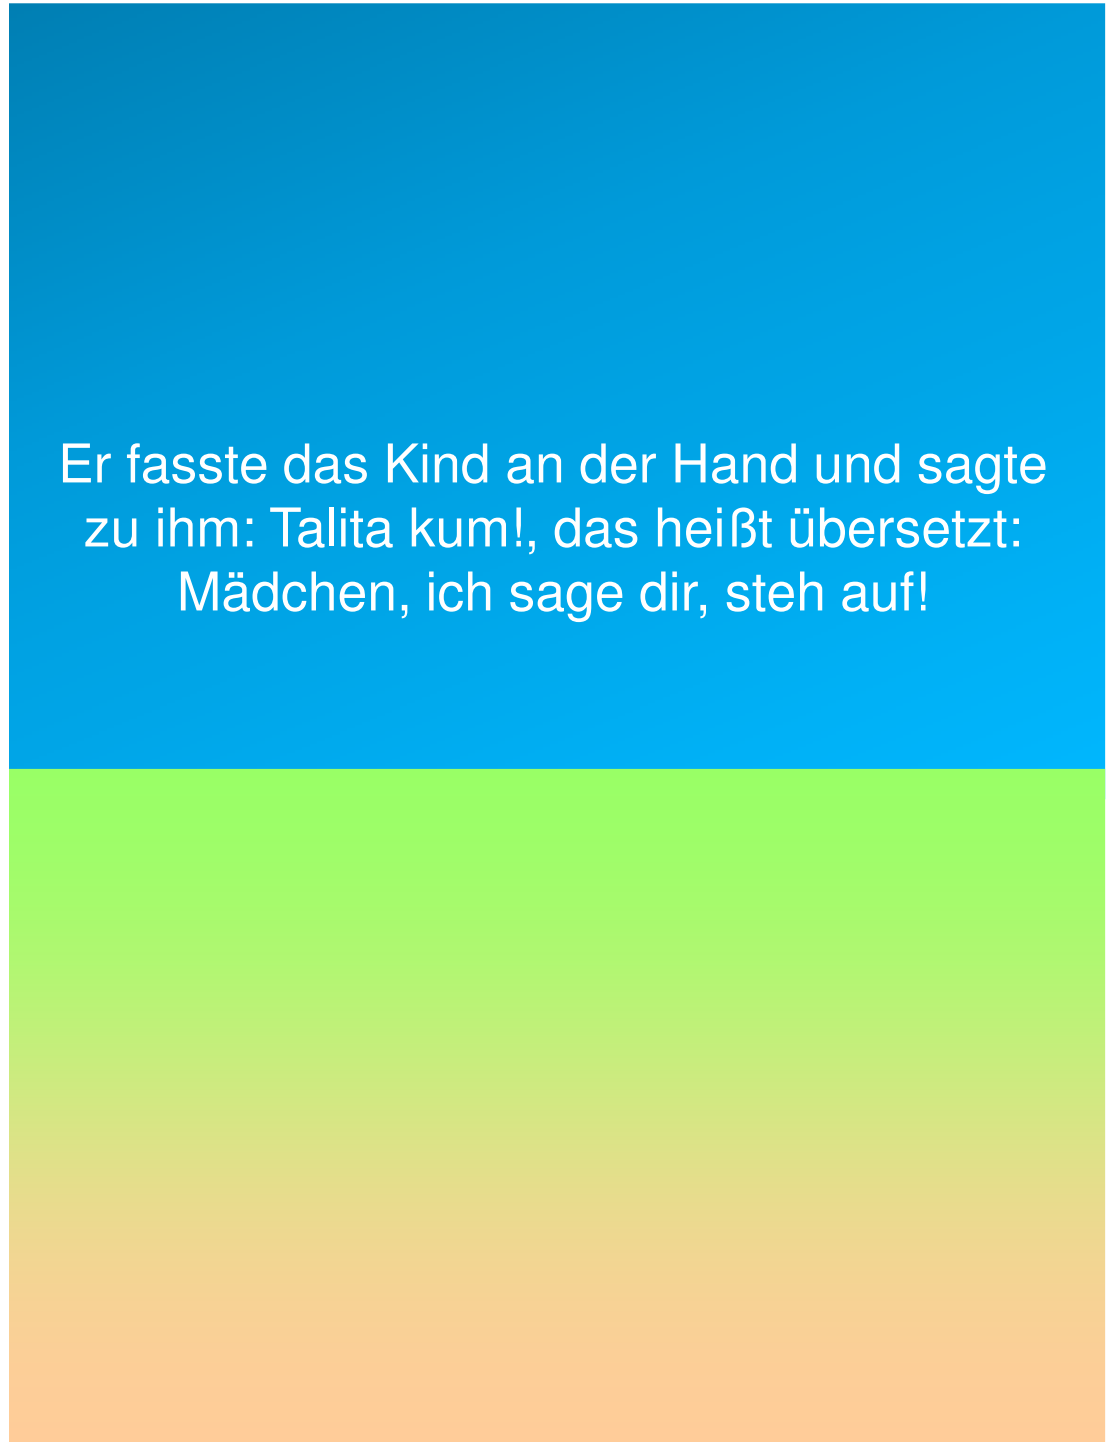 Er fasste das Kind an der Hand und sagte
zu ihm: Talita kum!, das heißt übersetzt:
Mädchen, ich sage dir, steh auf!